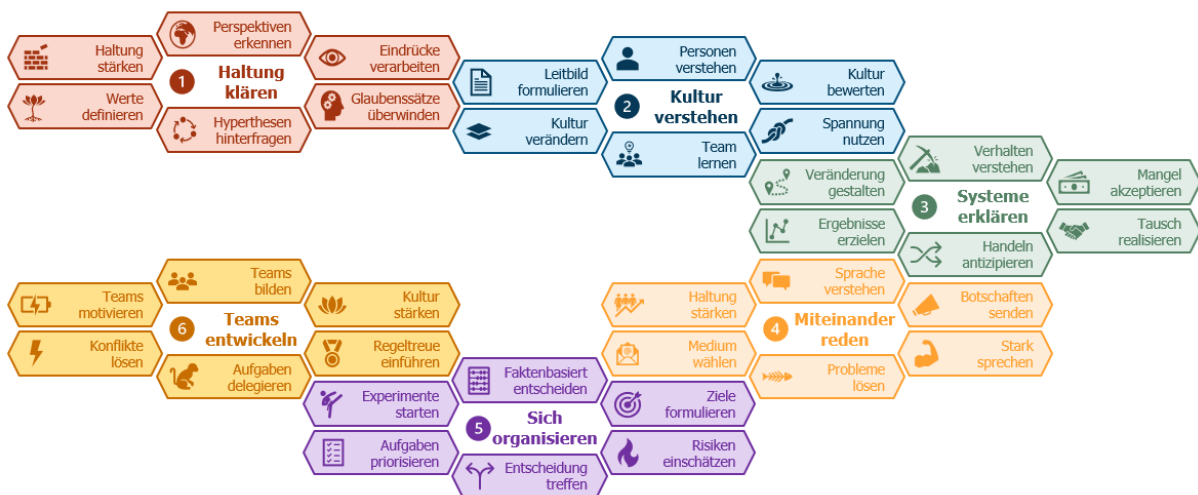 Perspektiven
erkennen
Haltung
stärken
Eindrücke
verarbeiten
1
Haltung
klären
Werte
definieren
Glaubenssätze
überwinden
Hyperthesen
hinterfragen
Personen
verstehen
Leitbild
formulieren
Kultur
bewerten
2
Kultur
verstehen
Kultur
verändern
Spannung
nutzen
Team
lernen
Verhalten
verstehen
Veränderung
gestalten
Mangel
akzeptieren
3
Systeme
erklären
Ergebnisse
erzielen
Tausch
realisieren
Handeln
antizipieren
Sprache
verstehen
Haltung
stärken
Botschaften
senden
4
Miteinander
reden
Medium
wählen
Stark
sprechen
Probleme
lösen
Faktenbasiert
entscheiden
Experimente
starten
Ziele
formulieren
5
Sich
organisieren
Aufgaben
priorisieren
Risiken
einschätzen
Entscheidung
treffen
Teams
bilden
Teams
motivieren
Kultur
stärken
6
Teams
entwickeln
Konflikte
lösen
Regeltreue
einführen
Aufgaben
delegieren